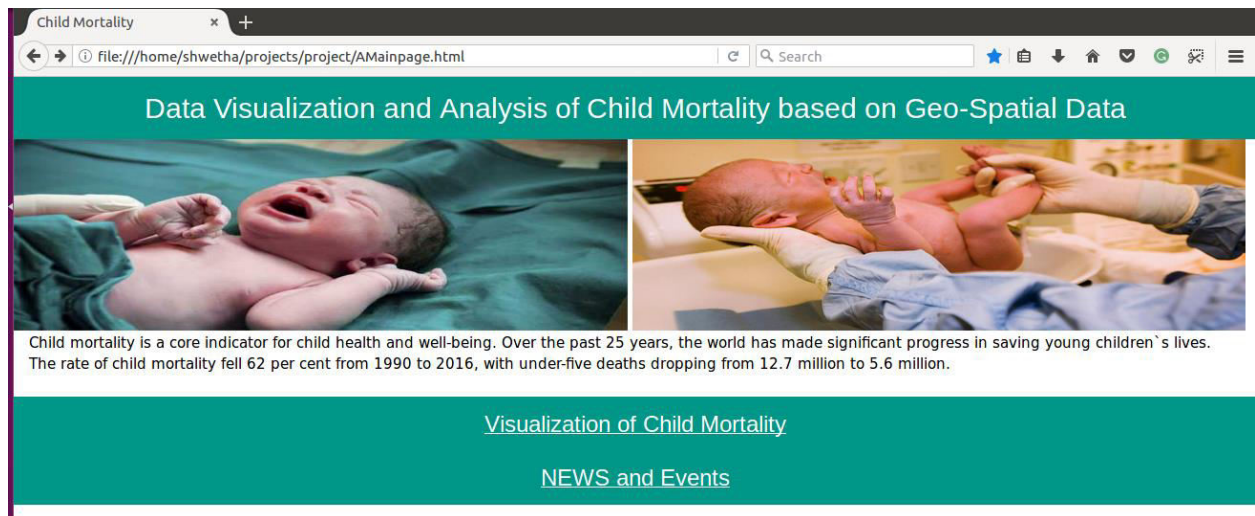 Child Mortality
file:///home/shwetha/projects/project/AMainpage.html
Search
Data Visualization and Analysis of Child Mortality based on Geo-Spatial Data
Child mortality is a core indicator for child health and well-being. Over the past 25 years, the world has made significant progress in saving young children`s lives.
The rate of child mortality fell 62 per cent from 1990 to 2016, with under-five deaths dropping from 12.7 million to 5.6 million.
Visualization of Child Mortality
NEWS and Events